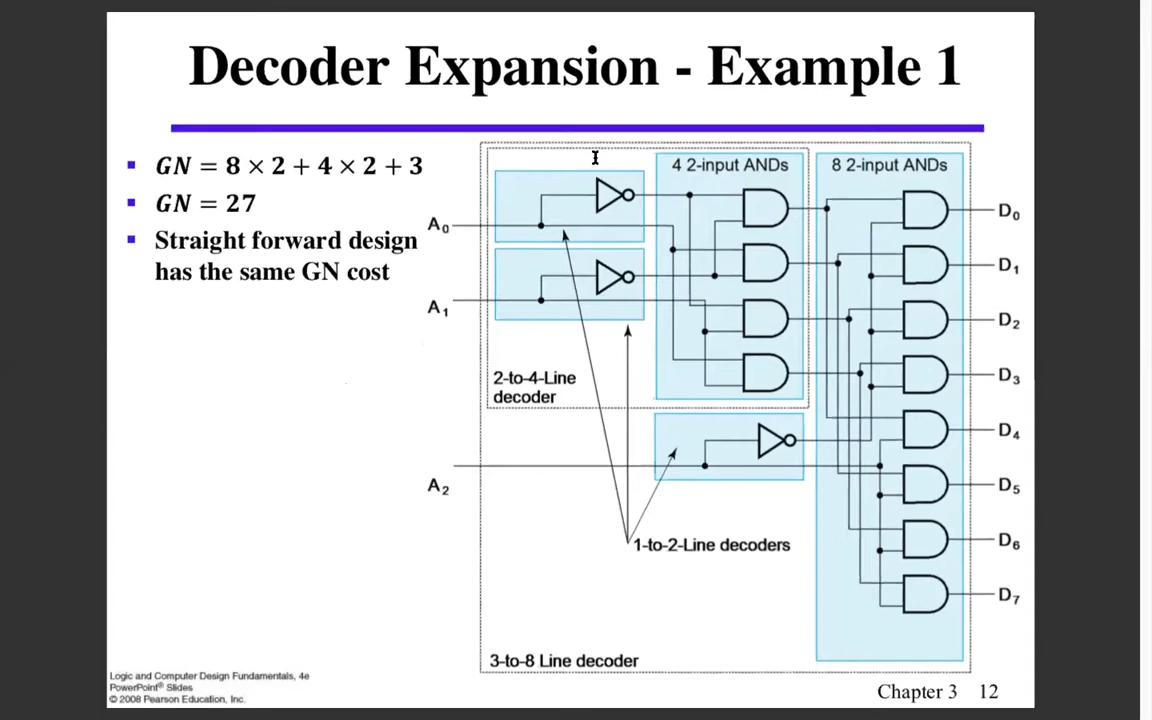 Decoder Expansion - Example 1
▪ GN = 8 × 2 + 4 × 2 + 3
▪ GN = 27
▪ Straight forward design
has the same GN cost
4 2-input ANDs
8 2-input ANDs
A₀
A₁
A₂
2-to-4-Line
decoder
1-to-2-Line decoders
3-to-8 Line decoder
D₀
D₁
D₂
D₃
D₄
D₅
D₆
D₇
Logic and Computer Design Fundamentals, 4e
PowerPoint® Slides
© 2008 Pearson Education, Inc.
Chapter 3 12